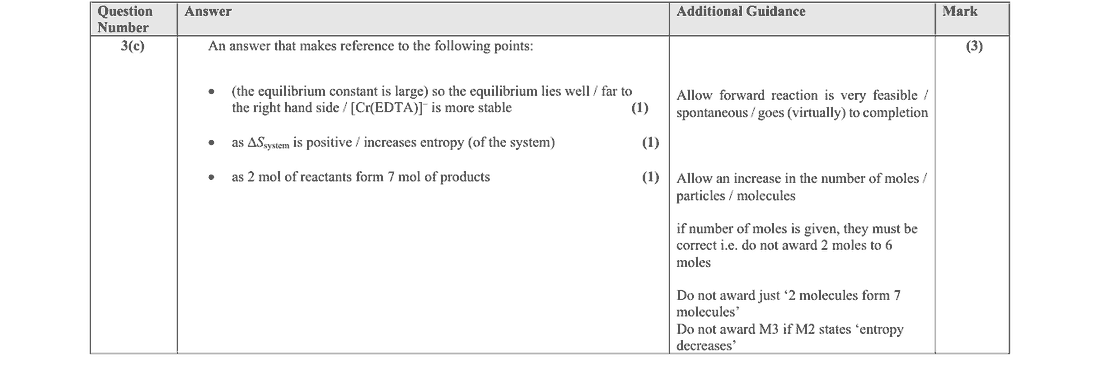 Question Number Answer Additional Guidance Mark
3(c) An answer that makes reference to the following points: (3)
• (the equilibrium constant is large) so the equilibrium lies well / far to
the right hand side / [Cr(EDTA)]⁻ is more stable (1)
Allow forward reaction is very feasible /
spontaneous / goes (virtually) to completion
• as ΔSsystem is positive / increases entropy (of the system) (1)
• as 2 mol of reactants form 7 mol of products (1)
Allow an increase in the number of moles /
particles / molecules
if number of moles is given, they must be
correct i.e. do not award 2 moles to 6
moles
Do not award just ‘2 molecules form 7
molecules’
Do not award M3 if M2 states ‘entropy
decreases’